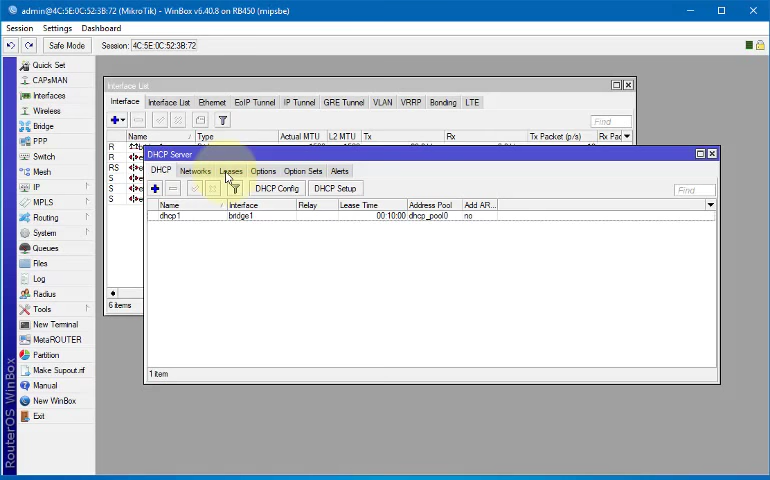 admin@4C:5E:0C:52:3B:72 (MikroTik) - WinBox v6.40.8 on RB450 (mipsbe)
Session Settings Dashboard
Safe Mode Session: 4C:5E:0C:52:3B:72
Quick Set
CAPsMAN
Interfaces
Wireless
Bridge
PPP
Switch
Mesh
IP
MPLS
Routing
System
Queues
Files
Log
Radius
Tools
New Terminal
MetaROUTER
Partition
Make Supout.rif
Manual
New WinBox
Exit
RouterOS WinBox
Interface List
Interface Interface List Ethernet EoIP Tunnel IP Tunnel GRE Tunnel VLAN VRRP Bonding LTE
Find
Name / Type Actual MTU L2 MTU Tx Rx Tx Packet (p/s) Rx Pac
R
R
RS
S
S
S
6 items
DHCP Server
DHCP Networks Leases Options Option Sets Alerts
DHCP Config DHCP Setup Find
Name / Interface Relay Lease Time Address Pool Add AR...
dhcp1 bridge1 00:10:00 dhcp_pool0 no
1 item